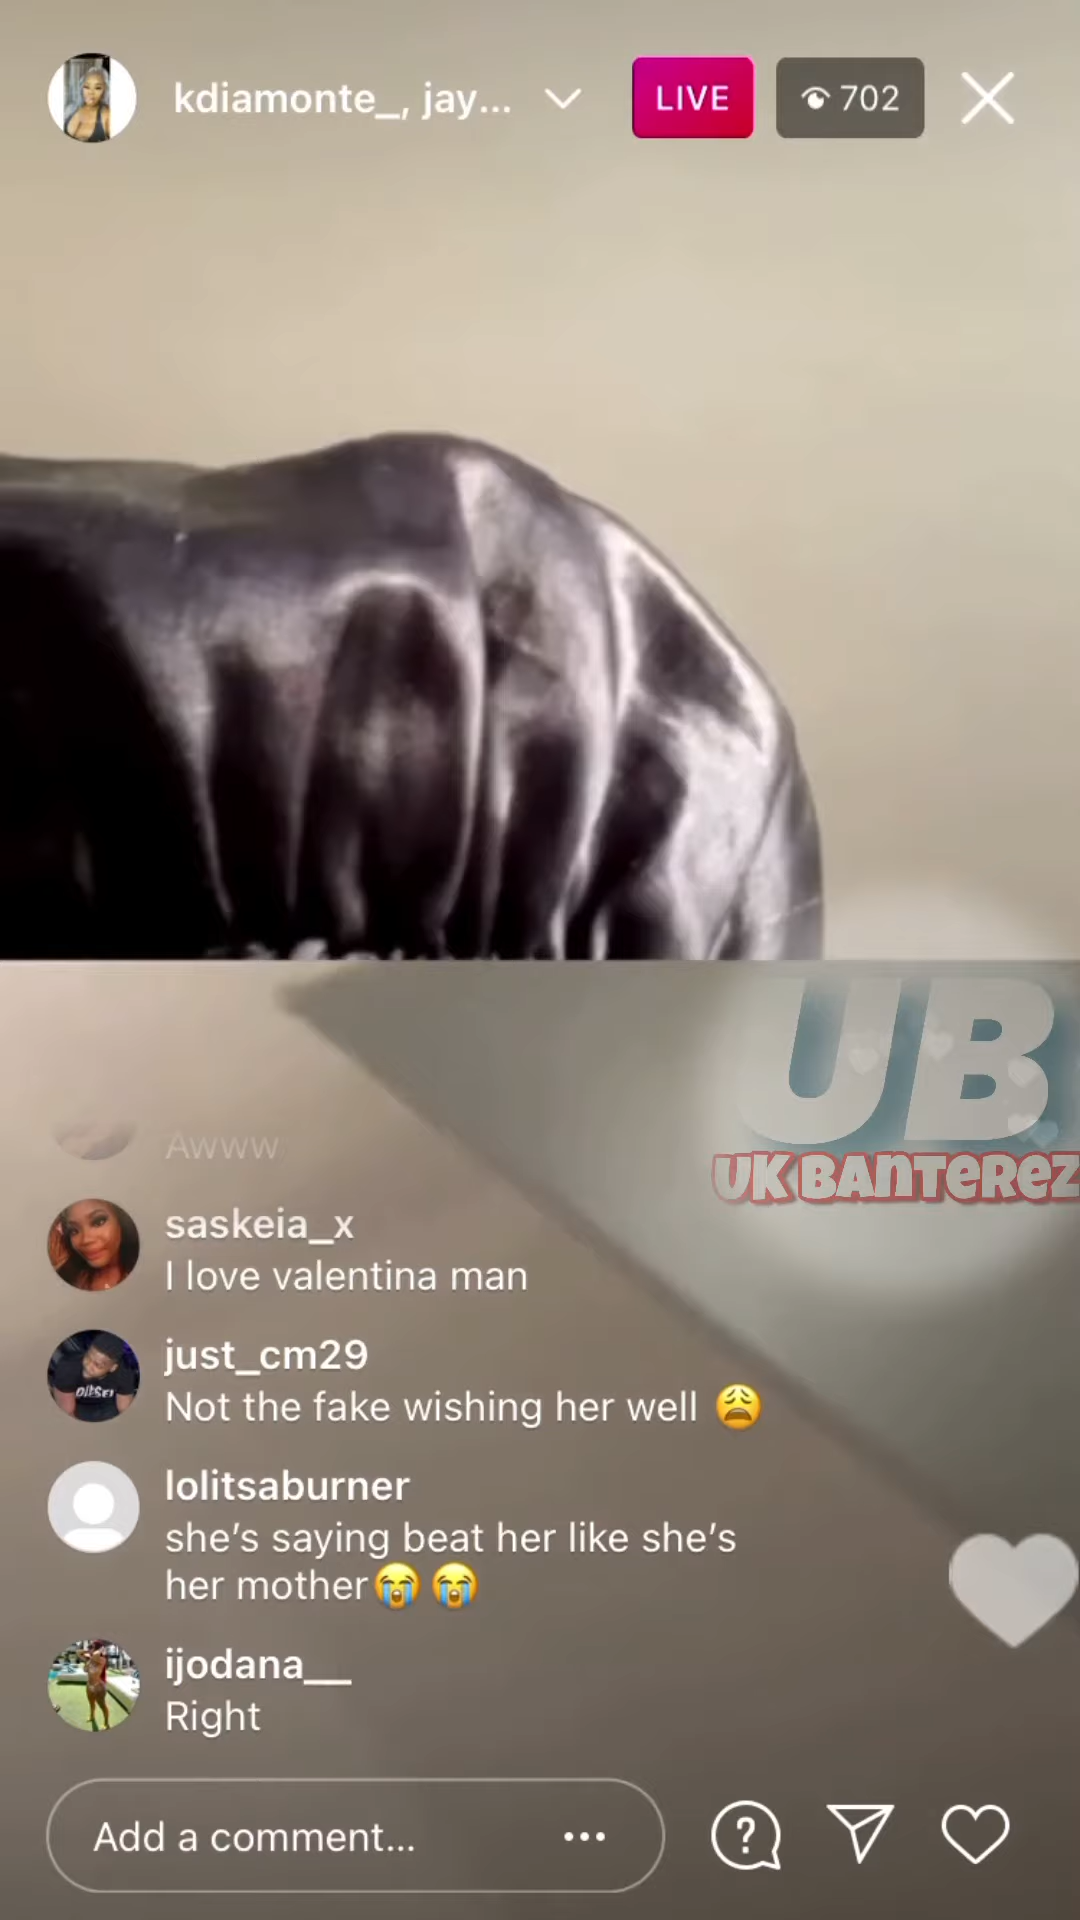 kdiamonte_, jay...
LIVE
702
UB
UK BANTEREZ
Awww
saskeia_x
I love valentina man
just_cm29
Not the fake wishing her well 😩
lolitsaburner
she’s saying beat her like she’s
her mother😭😭
ijodana__
Right
Add a comment...